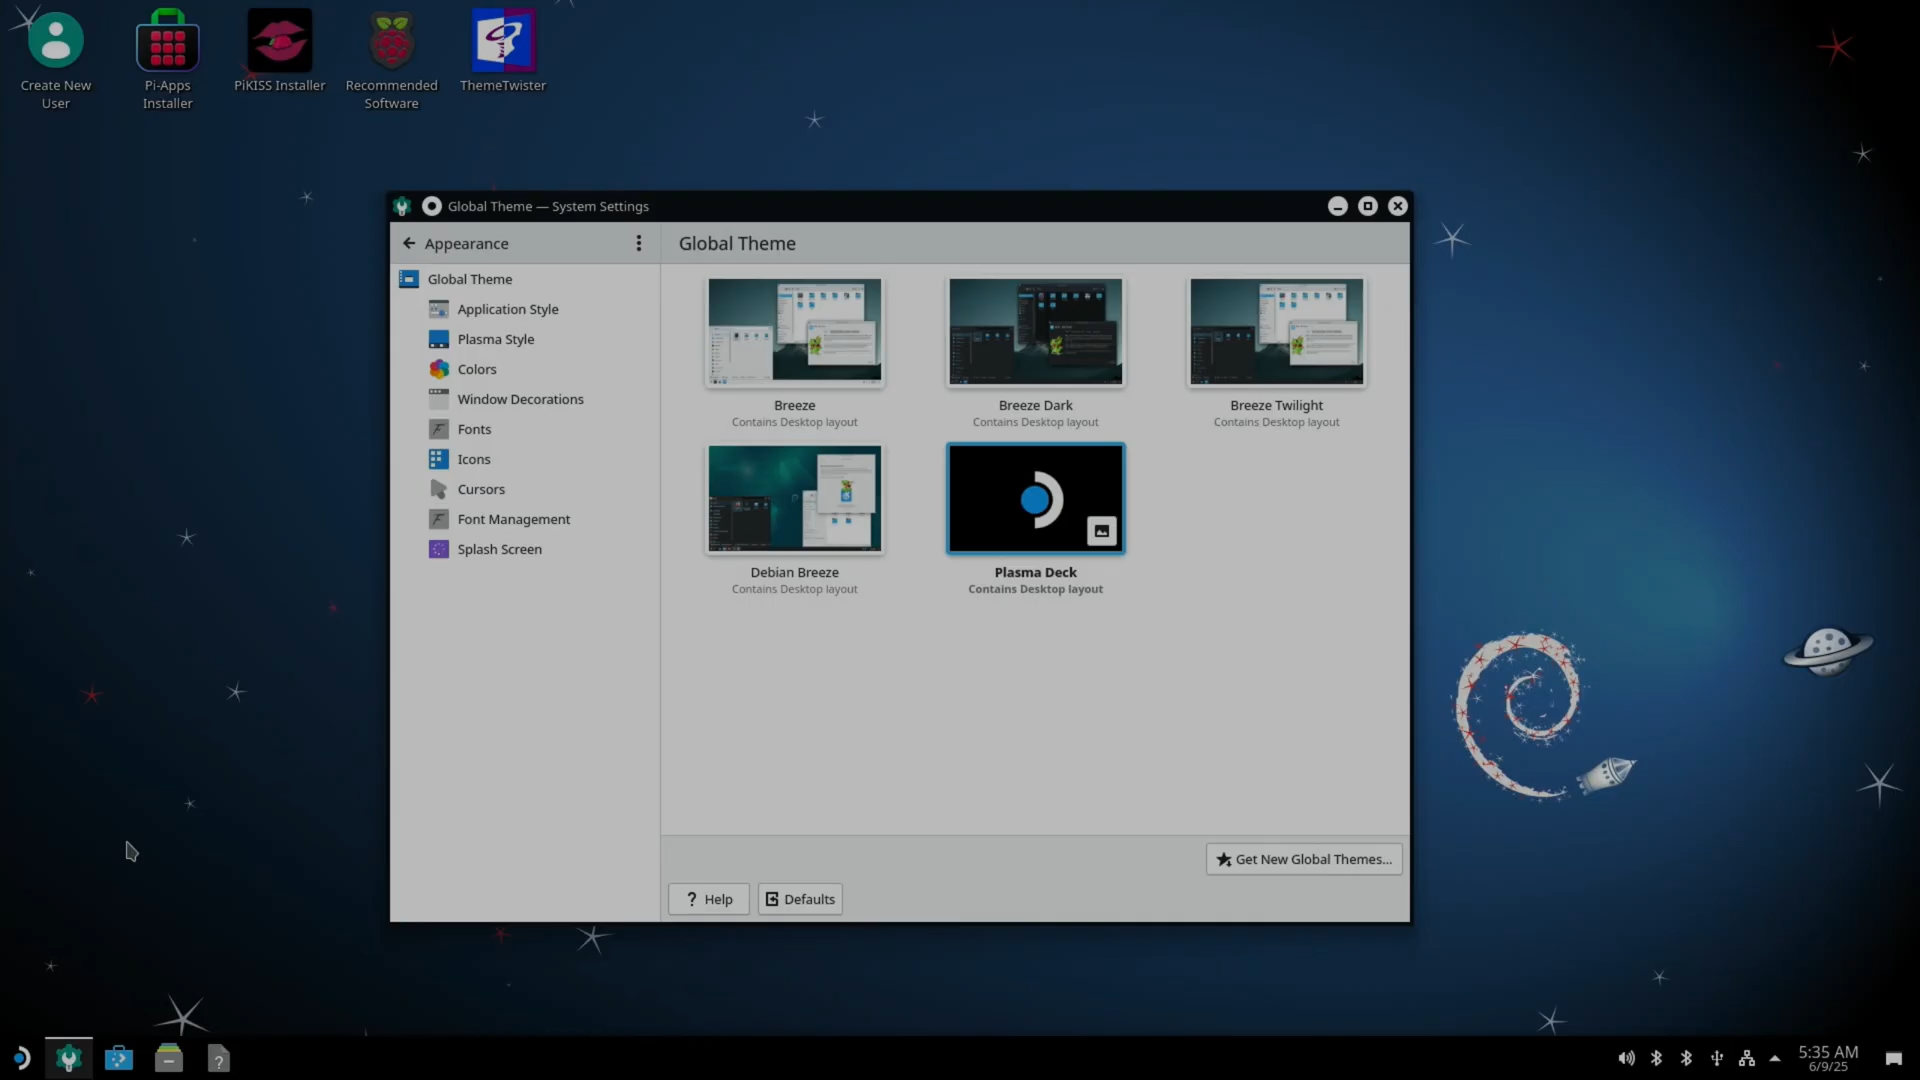 Create New
User
Pi-Apps
Installer
PiKISS Installer
Recommended
Software
ThemeTwister
Global Theme — System Settings
Appearance
Global Theme
Global Theme
Application Style
Plasma Style
Colors
Window Decorations
Fonts
Icons
Cursors
Font Management
Splash Screen
Breeze
Contains Desktop layout
Breeze Dark
Contains Desktop layout
Breeze Twilight
Contains Desktop layout
Debian Breeze
Contains Desktop layout
Plasma Deck
Contains Desktop layout
Get New Global Themes...
? Help
Defaults
5:35 AM
6/9/25